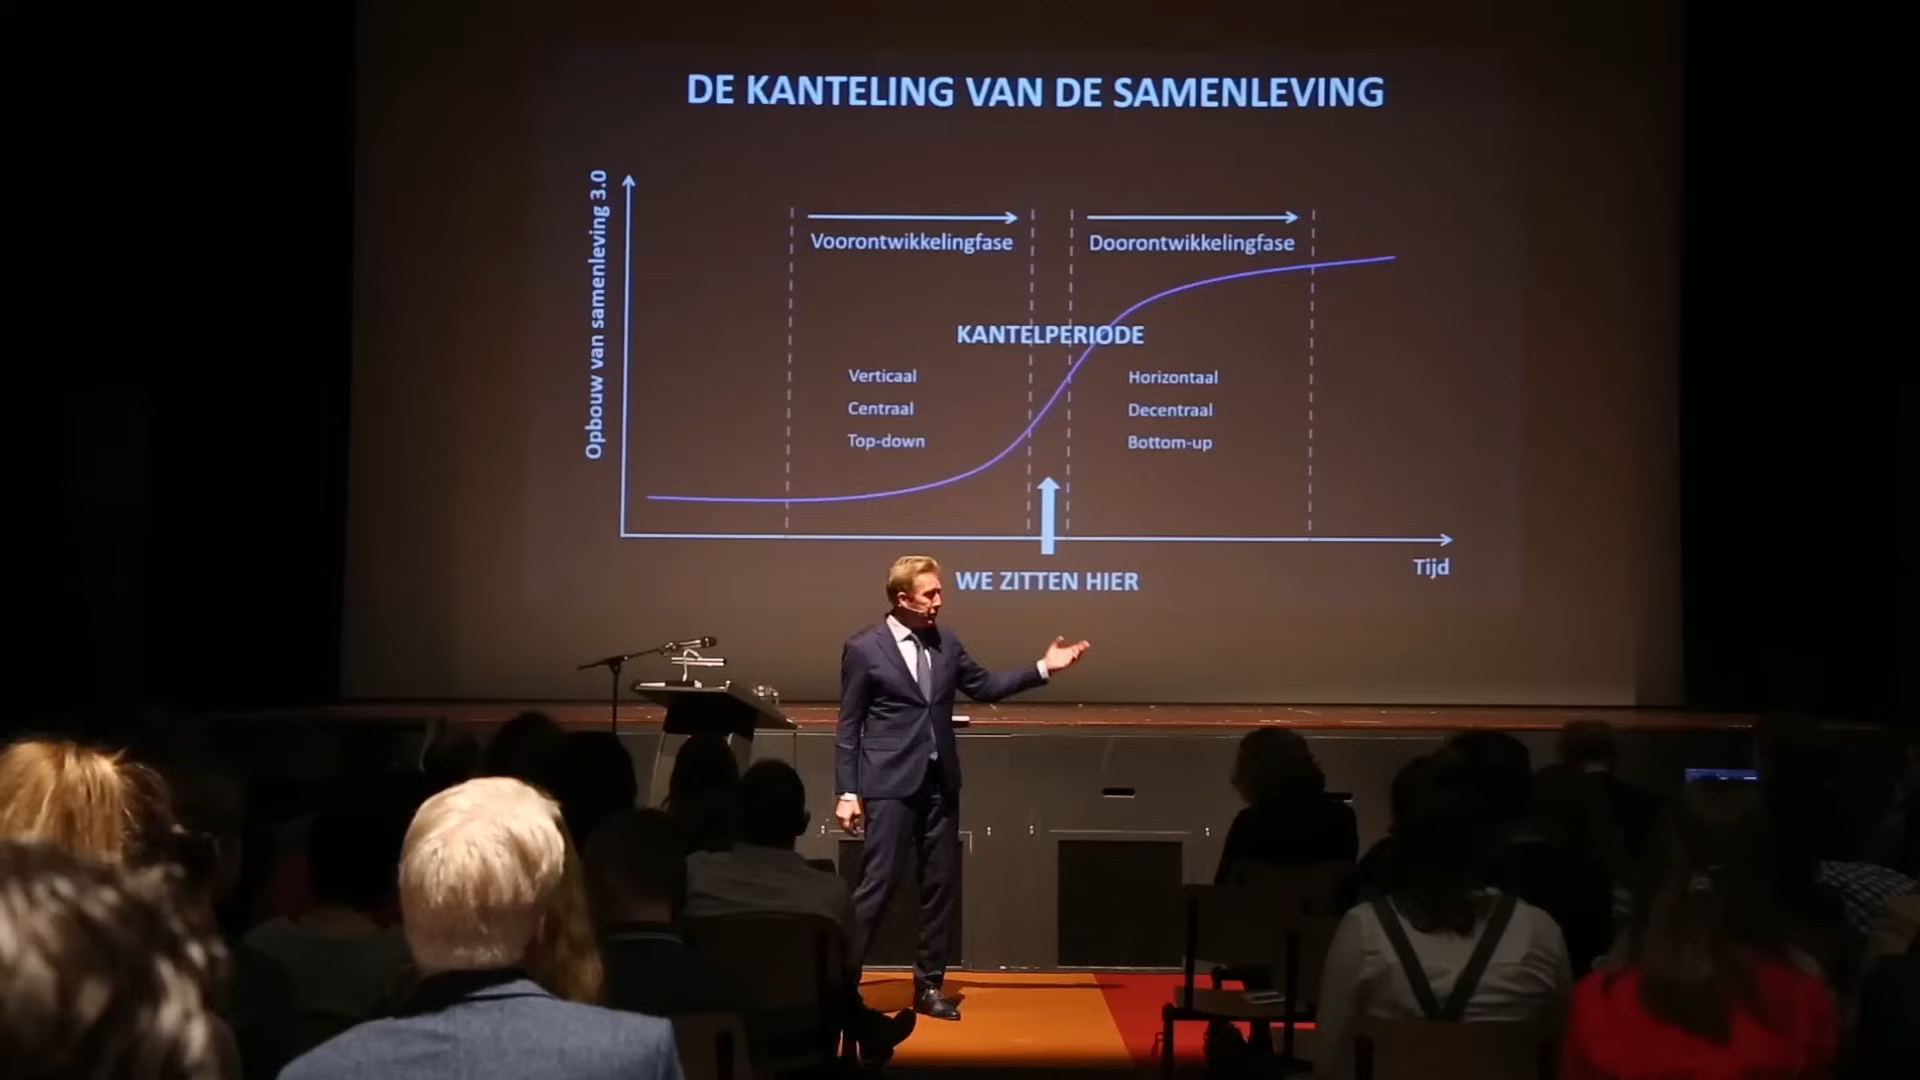 DE KANTELING VAN DE SAMENLEVING
Opbouw van samenleving 3.0
Voorontwikkelingfase
Doorontwikkelingfase
KANTELPERIODE
Verticaal
Centraal
Top-down
Horizontaal
Decentraal
Bottom-up
Tijd
WE ZITTEN HIER